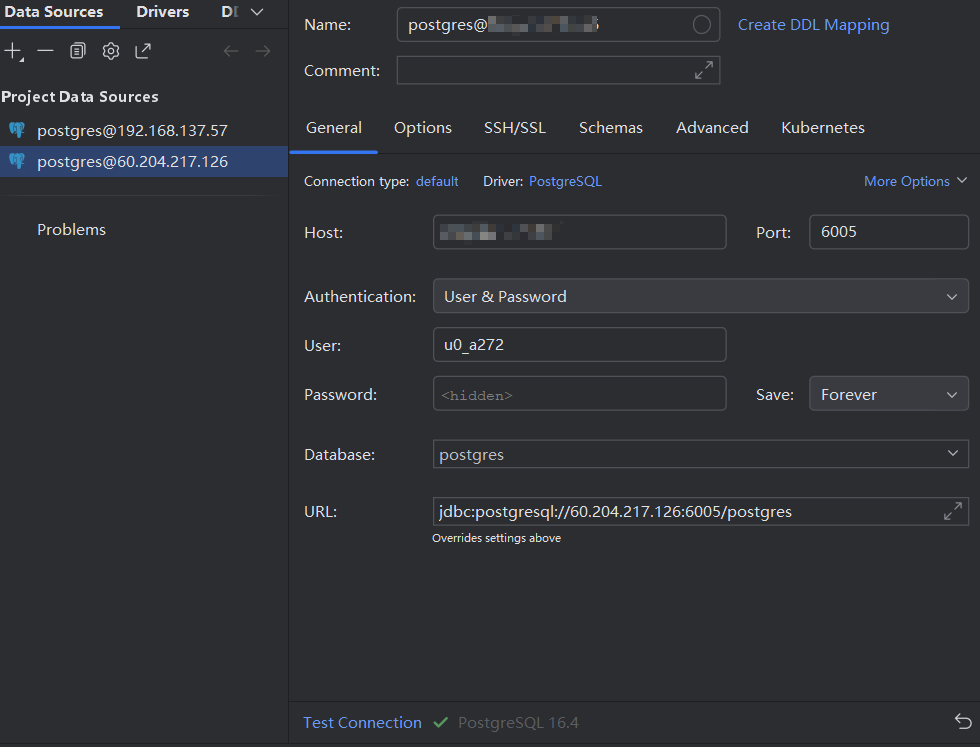 Data Sources Drivers
Project Data Sources
postgres@192.168.137.57
postgres@60.204.217.126
Problems
Name: postgres@ Create DDL Mapping
Comment:
General Options SSH/SSL Schemas Advanced Kubernetes
Connection type: default Driver: PostgreSQL More Options
Host: Port: 6005
Authentication: User & Password
User: u0_a272
Password: <hidden> Save: Forever
Database: postgres
URL: jdbc:postgresql://60.204.217.126:6005/postgres
Overrides settings above
Test Connection PostgreSQL 16.4